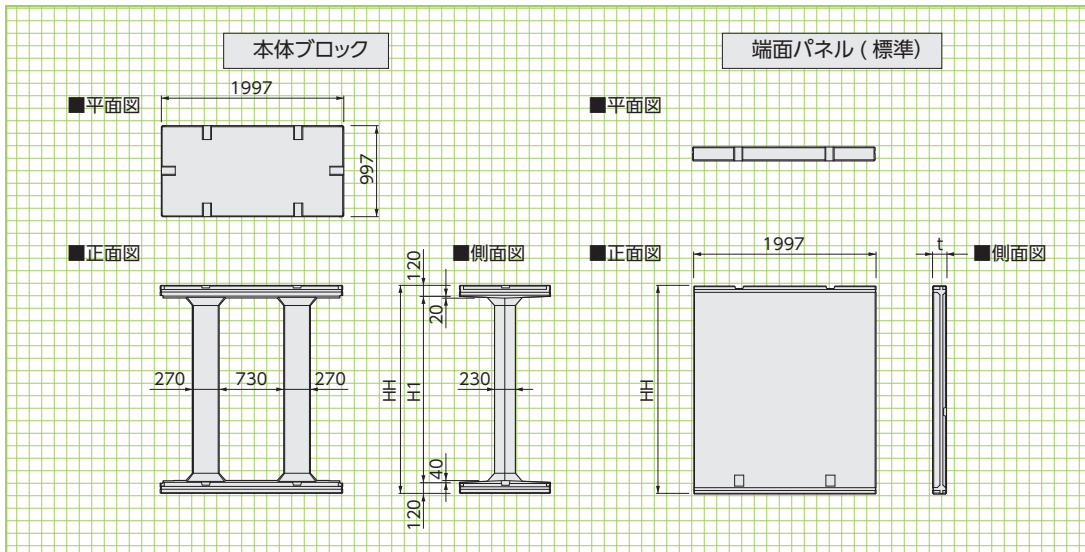 本体ブロック
端面パネル ( 標準)
■平面図
1997
997
■平面図
■正面図
270
730
270
■側面図
120
20
HH
H1
230
40
120
■正面図
1997
HH
t
■側面図